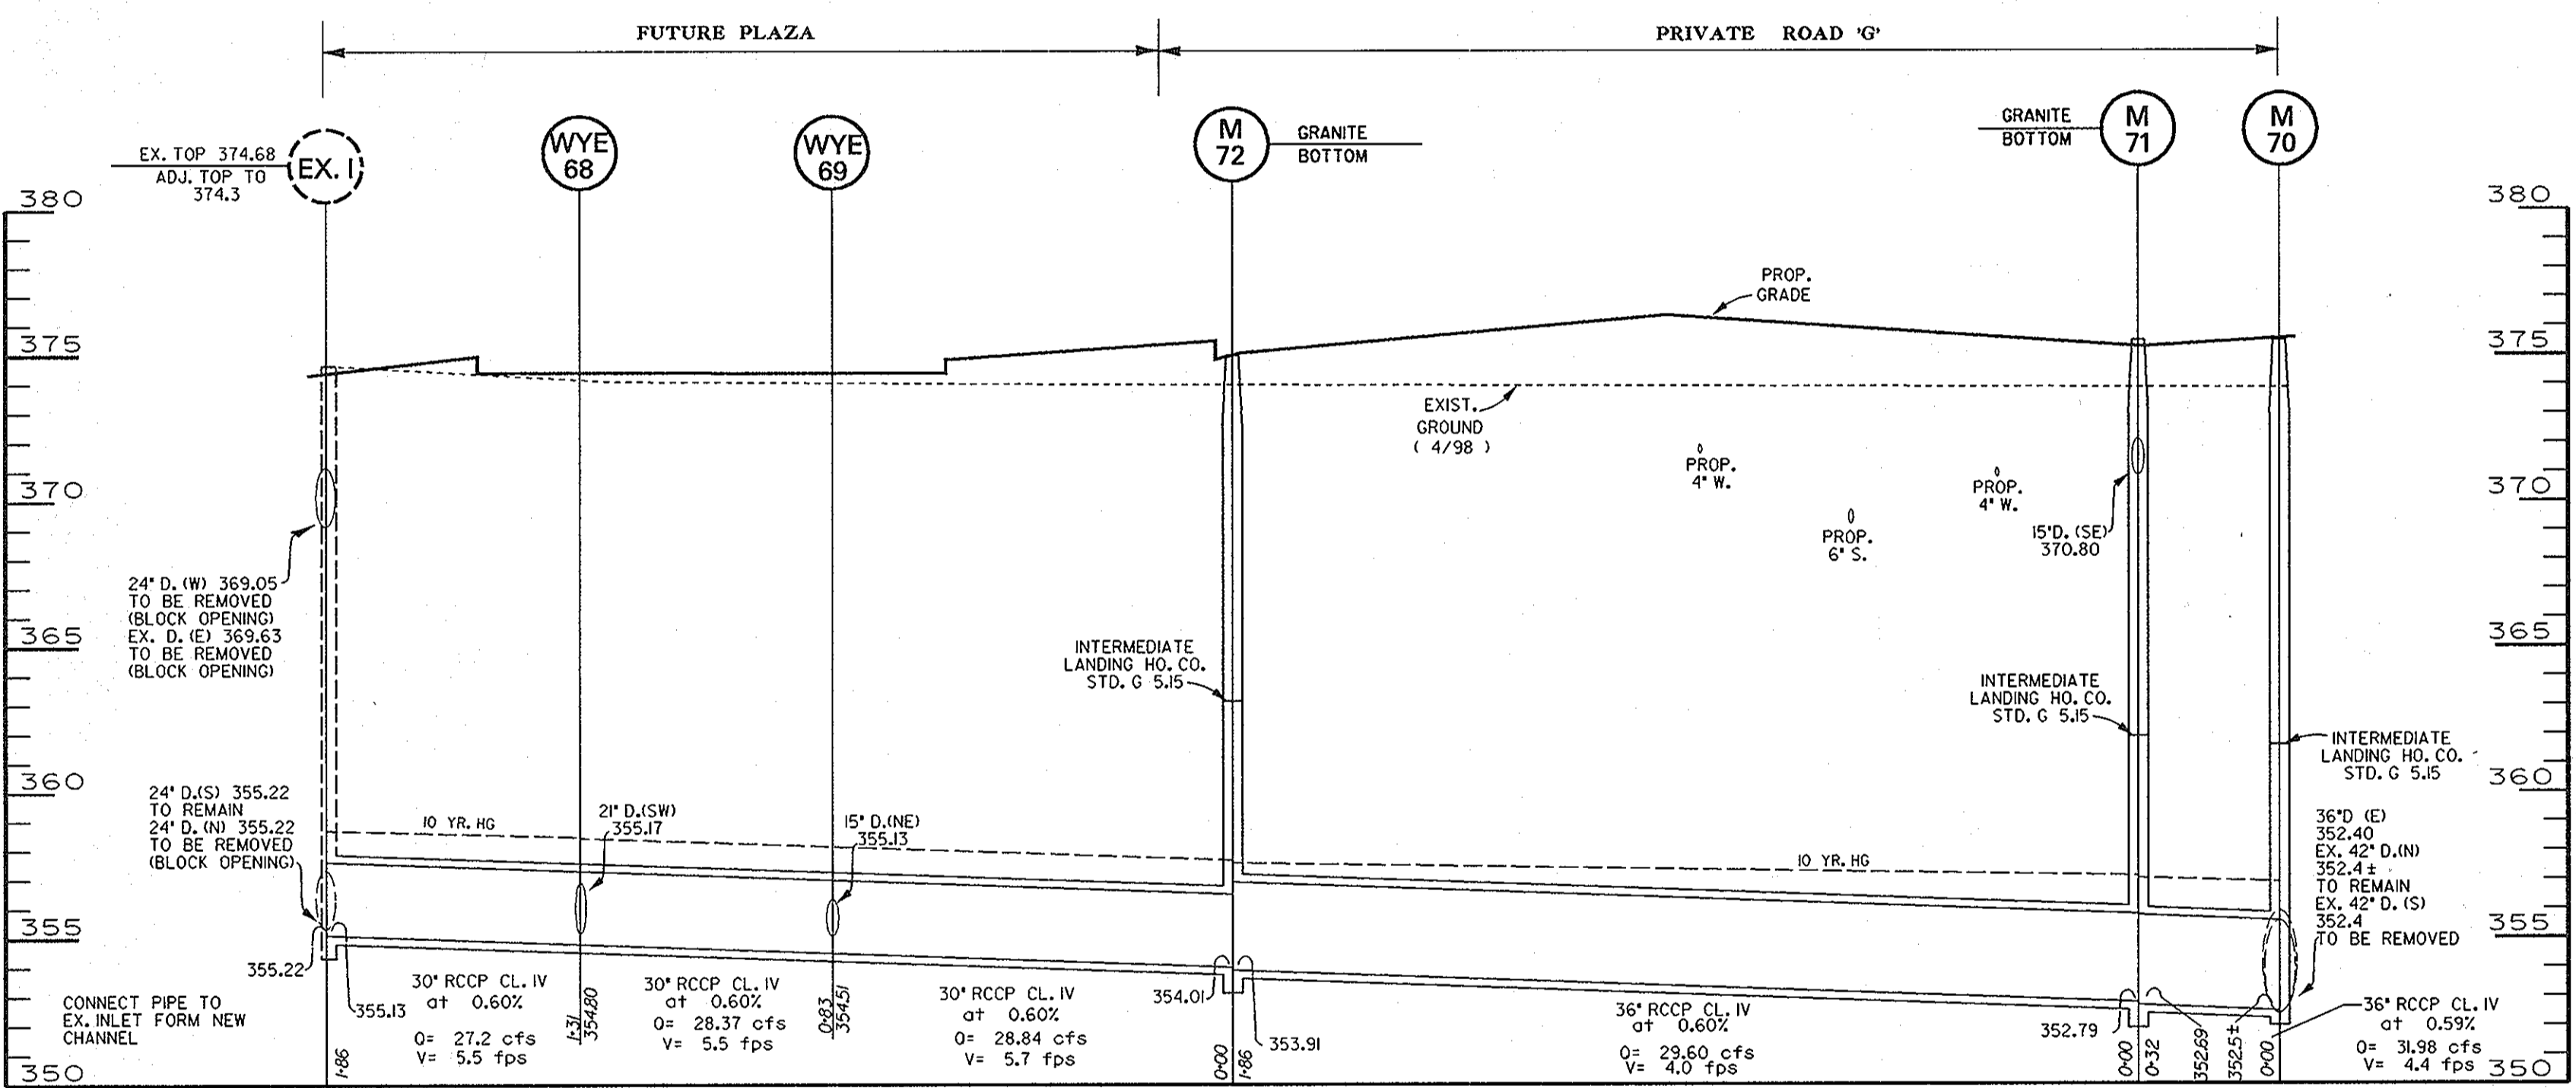 FUTURE PLAZA
PRIVATE ROAD 'G'
EX. TOP 374.68
ADJ. TOP TO
374.3
EX. I
WYE
68
WYE
69
M
72
GRANITE
BOTTOM
GRANITE
BOTTOM
M
71
M
70
380
375
370
365
360
355
350
380
375
370
365
360
355
350
PROP.
GRADE
EXIST.
GROUND
( 4/98 )
PROP.
4" W.
PROP.
6" S.
PROP.
4" W.
15"D. (SE)
370.80
24" D. (W) 369.05
TO BE REMOVED
(BLOCK OPENING)
EX. D. (E) 369.63
TO BE REMOVED
(BLOCK OPENING)
INTERMEDIATE
LANDING HO. CO.
STD. G 5.15
INTERMEDIATE
LANDING HO. CO.
STD. G 5.15
INTERMEDIATE
LANDING HO. CO.
STD. G 5.15
24" D.(S) 355.22
TO REMAIN
24" D. (N) 355.22
TO BE REMOVED
(BLOCK OPENING)
10 YR. HG
21" D.(SW)
355.17
15" D.(NE)
355.13
10 YR. HG
36"D (E)
352.40
EX. 42" D.(N)
352.4 ±
TO REMAIN
EX. 42" D. (S)
352.4
TO BE REMOVED
355.22
CONNECT PIPE TO
EX. INLET FORM NEW
CHANNEL
355.13
30" RCCP CL. IV
at 0.60%
Q= 27.2 cfs
V= 5.5 fps
30" RCCP CL. IV
at 0.60%
Q= 28.37 cfs
V= 5.5 fps
30" RCCP CL. IV
at 0.60%
Q= 28.84 cfs
V= 5.7 fps
354.01
353.91
36" RCCP CL. IV
at 0.60%
Q= 29.60 cfs
V= 4.0 fps
352.79
36" RCCP CL. IV
at 0.59%
Q= 31.98 cfs
V= 4.4 fps
1+86
1+31
354.80
0+83
354.51
0+00
1+86
0+00
0+32
352.69
352.5 ±
0+00